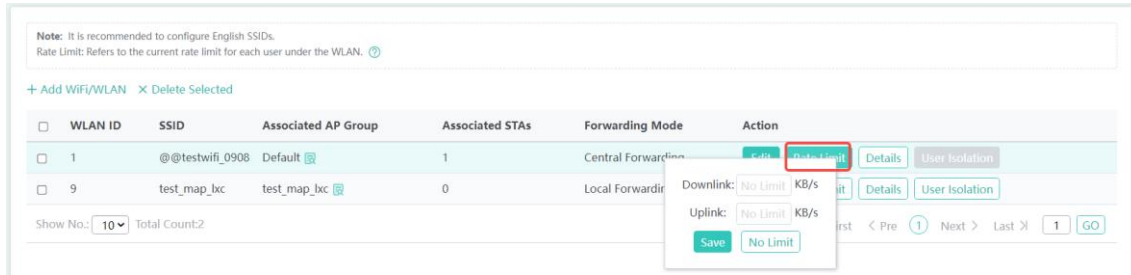 Note: It is recommended to configure English SSIDs.
Rate Limit: Refers to the current rate limit for each user under the WLAN. ?
+ Add WiFi/WLAN × Delete Selected
WLAN ID SSID Associated AP Group Associated STAs Forwarding Mode Action
1 @@testwifi_0908 Default 1 Central Forwarding Edit Rate Limit Details User Isolation
9 test_map_lxc test_map_lxc 0 Local Forwardin it Details User Isolation
Downlink: No Limit KB/s
Uplink: No Limit KB/s
Save No Limit
Show No.: 10 Total Count:2 irst < Pre 1 Next > Last 1 GO